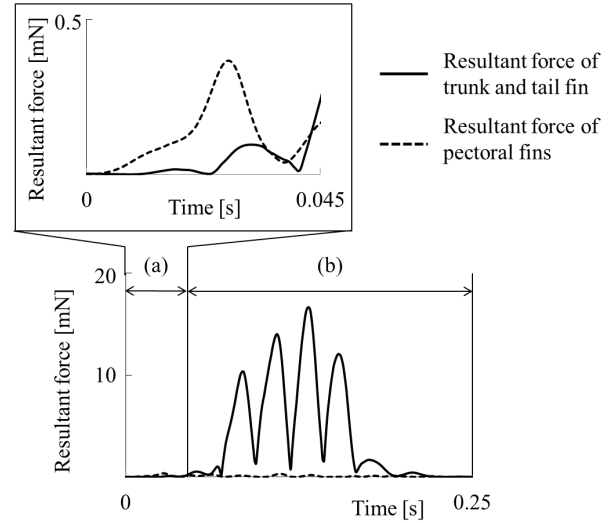 0.5
Resultant force [mN]
0
Time [s]
0.045
Resultant force of
trunk and tail fin
Resultant force of
pectoral fins
(a)
(b)
20
10
Resultant force [mN]
0
Time [s]
0.25